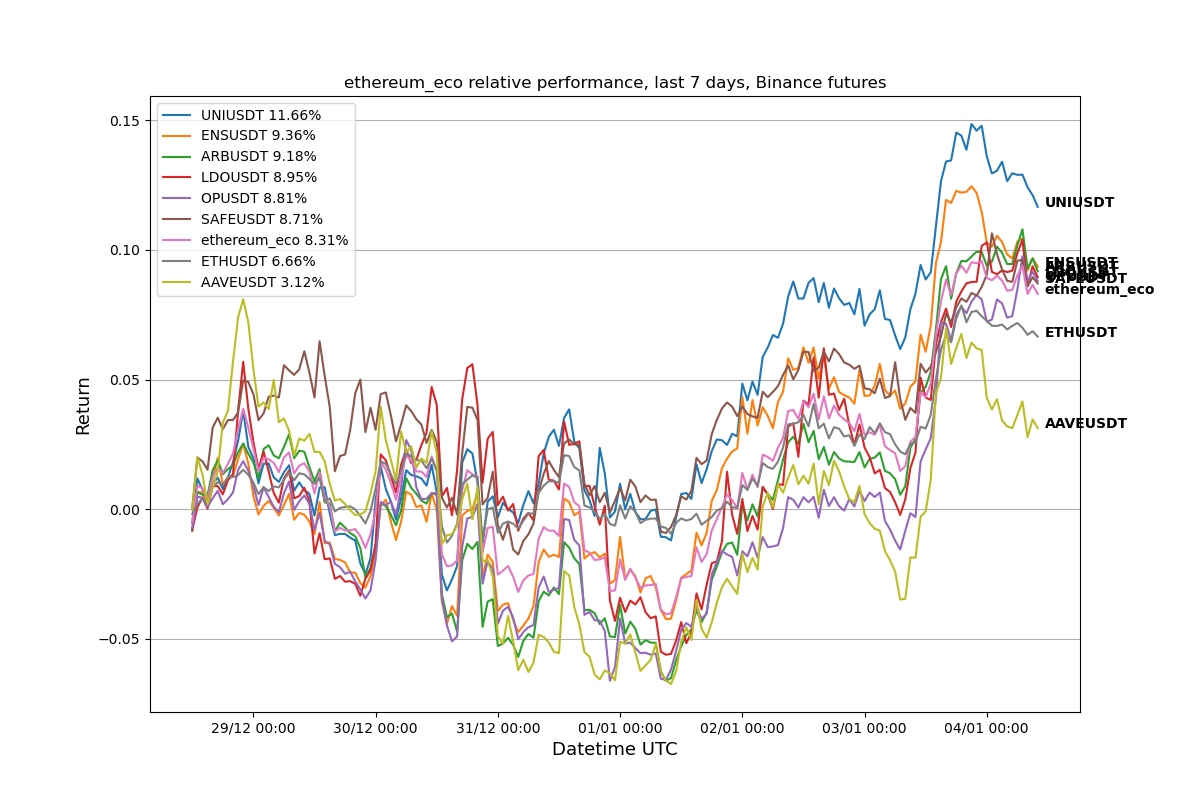 ethereum_eco relative performance, last 7 days, Binance futures
UNIUSDT 11.66%
ENSUSDT 9.36%
ARBUSDT 9.18%
LDOUSDT 8.95%
OPUSDT 8.81%
SAFEUSDT 8.71%
ethereum_eco 8.31%
ETHUSDT 6.66%
AAVEUSDT 3.12%
0.15
0.10
0.05
0.00
−0.05
Return
UNIUSDT
ENSUSDT
SAFEUSDT
ethereum_eco
ETHUSDT
AAVEUSDT
29/12 00:00
30/12 00:00
31/12 00:00
01/01 00:00
02/01 00:00
03/01 00:00
04/01 00:00
Datetime UTC